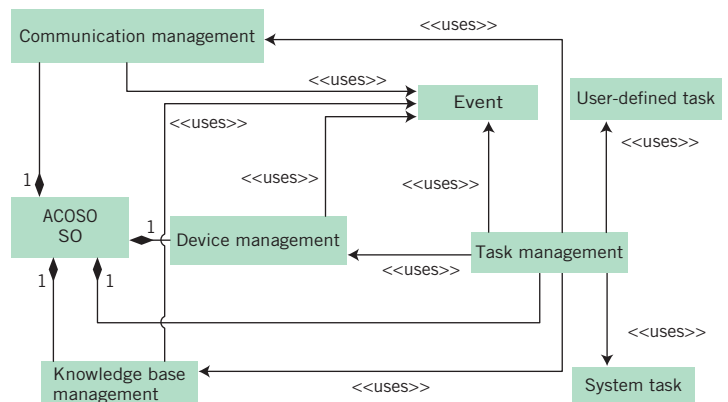 Communication management
<<uses>>
<<uses>>
Event
User-defined task
<<uses>>
<<uses>>
<<uses>>
<<uses>>
1
ACOSO
SO
1
Device management
Task management
<<uses>>
1
1
<<uses>>
Knowledge base
management
<<uses>>
System task